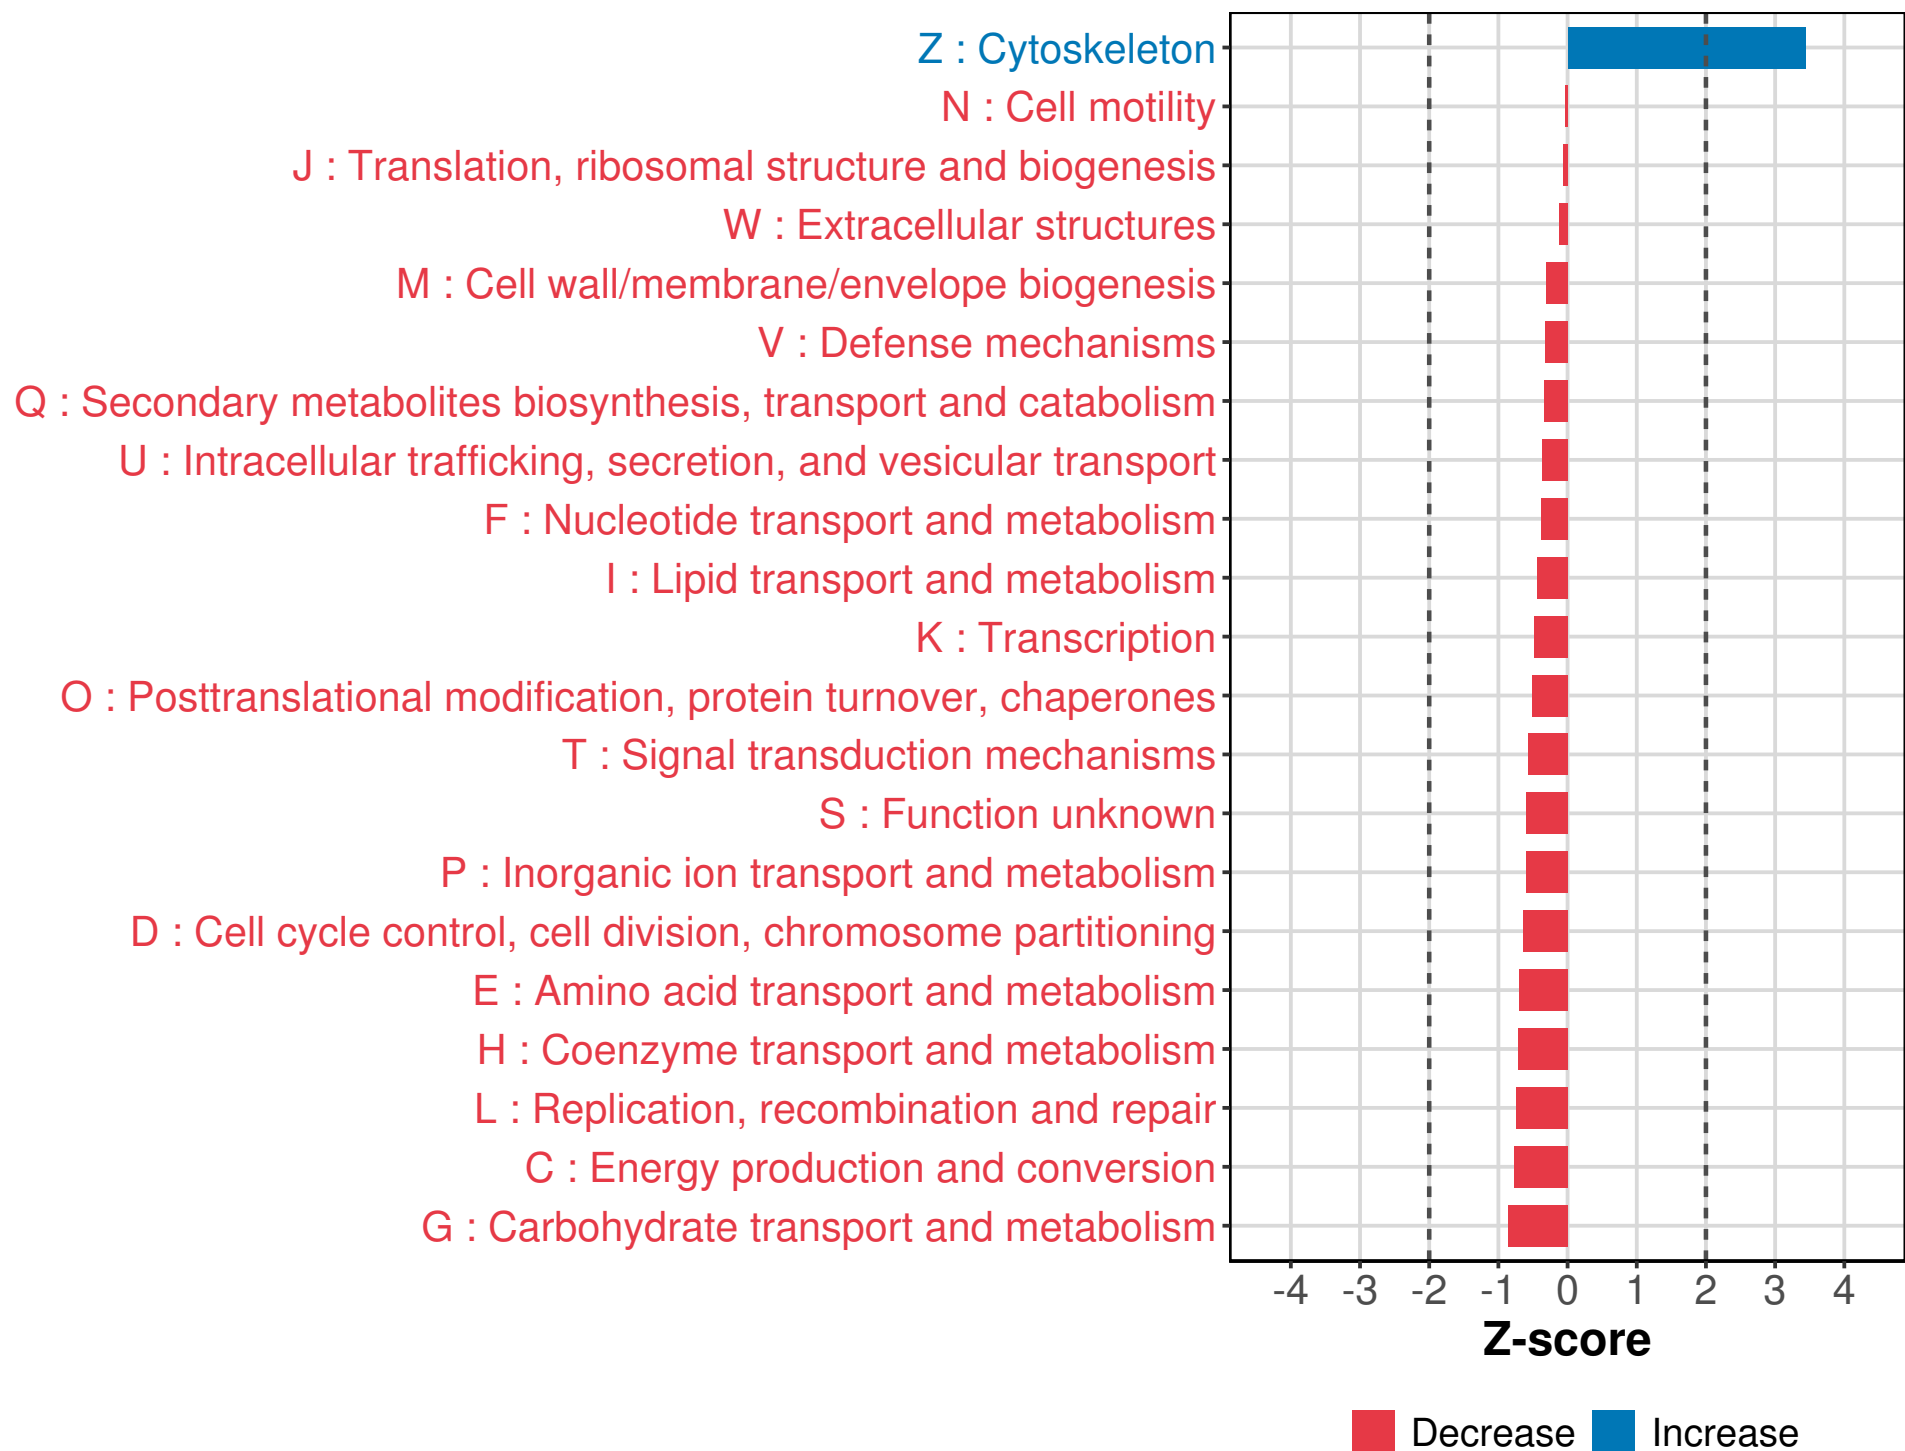 Z : Cytoskeleton
N : Cell motility
J : Translation, ribosomal structure and biogenesis
W : Extracellular structures
M : Cell wall/membrane/envelope biogenesis
V : Defense mechanisms
Q : Secondary metabolites biosynthesis, transport and catabolism
U : Intracellular trafficking, secretion, and vesicular transport
F : Nucleotide transport and metabolism
I : Lipid transport and metabolism
K : Transcription
O : Posttranslational modification, protein turnover, chaperones
T : Signal transduction mechanisms
S : Function unknown
P : Inorganic ion transport and metabolism
D : Cell cycle control, cell division, chromosome partitioning
E : Amino acid transport and metabolism
H : Coenzyme transport and metabolism
L : Replication, recombination and repair
C : Energy production and conversion
G : Carbohydrate transport and metabolism
-4 -3 -2 -1 0 1 2 3 4
Z-score
Decrease Increase